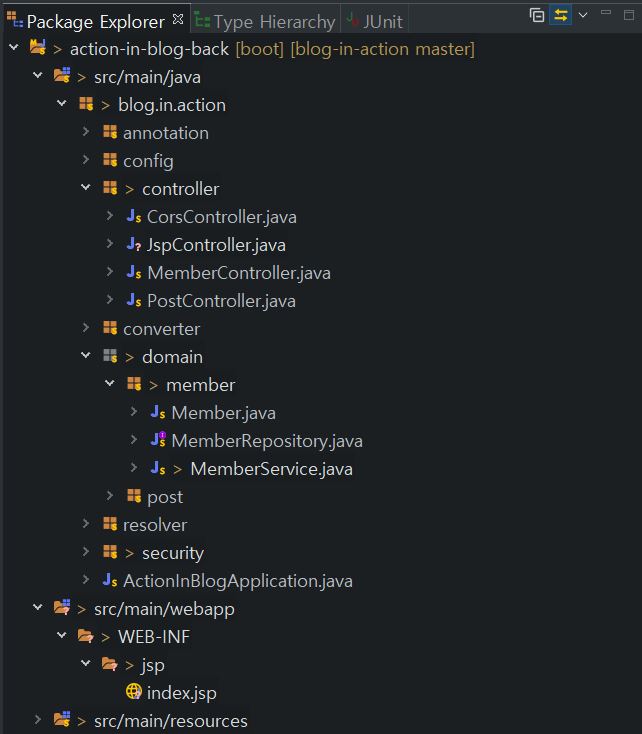 Package Explorer Type Hierarchy JUnit
> action-in-blog-back [boot] [blog-in-action master]
> src/main/java
> blog.in.action
annotation
config
> controller
CorsController.java
JspController.java
MemberController.java
PostController.java
converter
> domain
> member
Member.java
MemberRepository.java
> MemberService.java
post
resolver
> security
ActionInBlogApplication.java
> src/main/webapp
> WEB-INF
> jsp
index.jsp
> src/main/resources